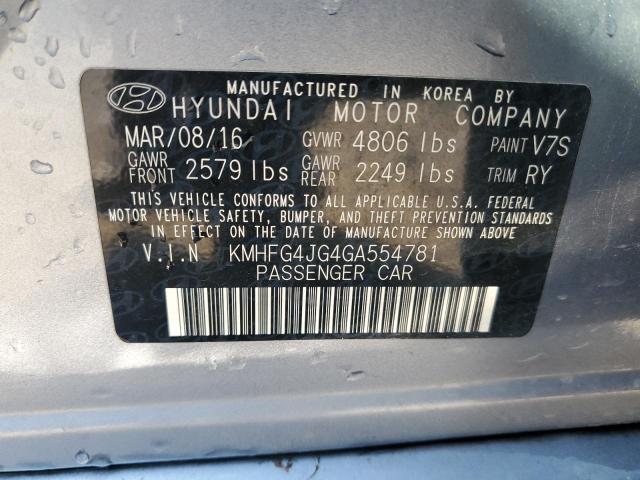 MANUFACTURED IN KOREA BY
HYUNDAI MOTOR COMPANY
MAR/08/16 GVWR 4806 lbs PAINT V7S
GAWR FRONT 2579 lbs GAWR REAR 2249 lbs TRIM RY
THIS VEHICLE CONFORMS TO ALL APPLICABLE U.S.A. FEDERAL
MOTOR VEHICLE SAFETY, BUMPER, AND THEFT PREVENTION STANDARDS
IN EFFECT ON THE DATE OF MANUFACTURE SHOWN ABOVE.
V.I.N KMHFG4JG4GA554781
PASSENGER CAR